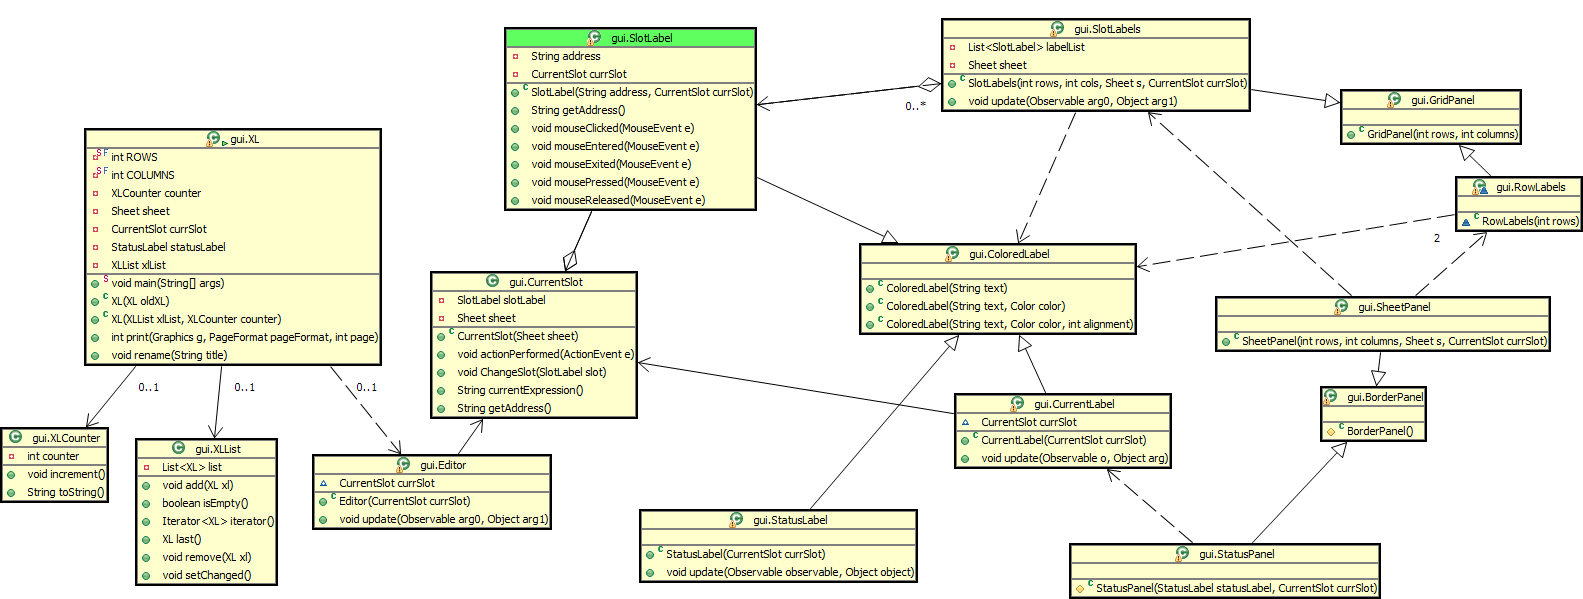 gui.SlotLabel
String address
CurrentSlot currSlot
SlotLabel(String address, CurrentSlot currSlot)
String getAddress()
void mouseClicked(MouseEvent e)
void mouseEntered(MouseEvent e)
void mouseExited(MouseEvent e)
void mousePressed(MouseEvent e)
void mouseReleased(MouseEvent e)
gui.SlotLabels
List<SlotLabel> labelList
Sheet sheet
SlotLabels(int rows, int cols, Sheet s, CurrentSlot currSlot)
void update(Observable arg0, Object arg1)
0..*
gui.GridPanel
GridPanel(int rows, int columns)
gui.XL
int ROWS
int COLUMNS
XLCounter counter
Sheet sheet
CurrentSlot currSlot
StatusLabel statusLabel
XLList xlList
void main(String[] args)
XL(XL oldXL)
XL(XLList xlList, XLCounter counter)
int print(Graphics g, PageFormat pageFormat, int page)
void rename(String title)
gui.RowLabels
RowLabels(int rows)
2
gui.ColoredLabel
ColoredLabel(String text)
ColoredLabel(String text, Color color)
ColoredLabel(String text, Color color, int alignment)
gui.CurrentSlot
SlotLabel slotLabel
Sheet sheet
CurrentSlot(Sheet sheet)
void actionPerformed(ActionEvent e)
void ChangeSlot(SlotLabel slot)
String currentExpression()
String getAddress()
gui.SheetPanel
SheetPanel(int rows, int columns, Sheet s, CurrentSlot currSlot)
0..1
0..1
0..1
gui.BorderPanel
BorderPanel()
gui.CurrentLabel
CurrentSlot currSlot
CurrentLabel(CurrentSlot currSlot)
void update(Observable o, Object arg)
gui.XLCounter
int counter
void increment()
String toString()
gui.XLList
List<XL> list
void add(XL xl)
boolean isEmpty()
Iterator<XL> iterator()
XL last()
void remove(XL xl)
void setChanged()
gui.Editor
CurrentSlot currSlot
Editor(CurrentSlot currSlot)
void update(Observable arg0, Object arg1)
gui.StatusLabel
StatusLabel(CurrentSlot currSlot)
void update(Observable observable, Object object)
gui.StatusPanel
StatusPanel(StatusLabel statusLabel, CurrentSlot currSlot)